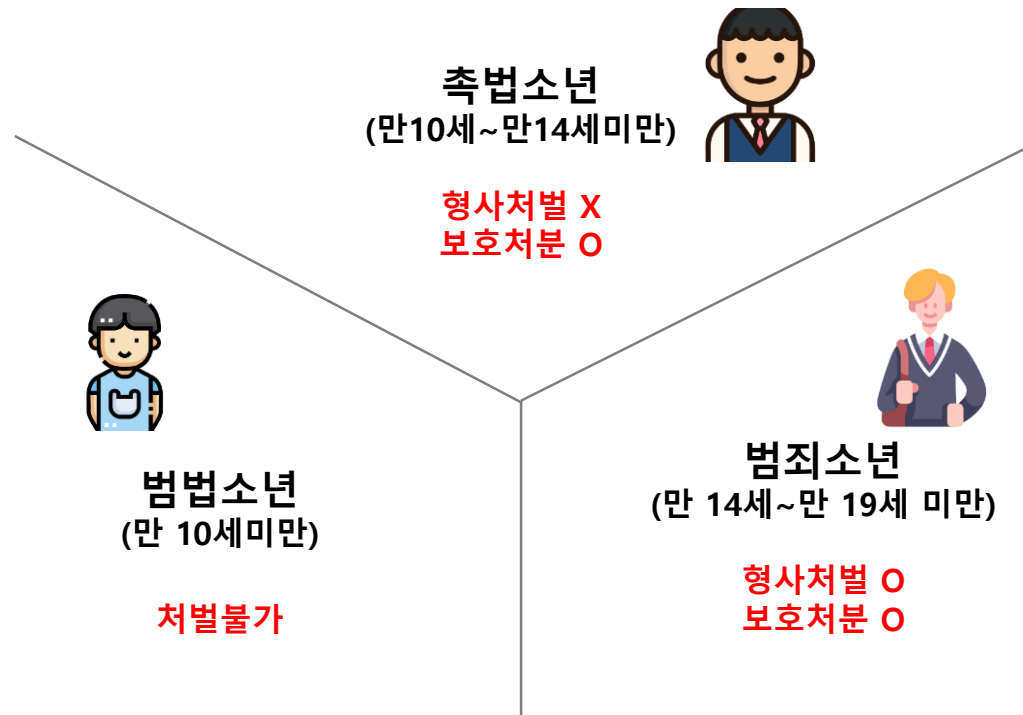 촉법소년
(만10세~만14세미만)
형사처벌 X
보호처분 O
범법소년
(만 10세미만)
처벌불가
범죄소년
(만 14세~만 19세 미만)
형사처벌 O
보호처분 O